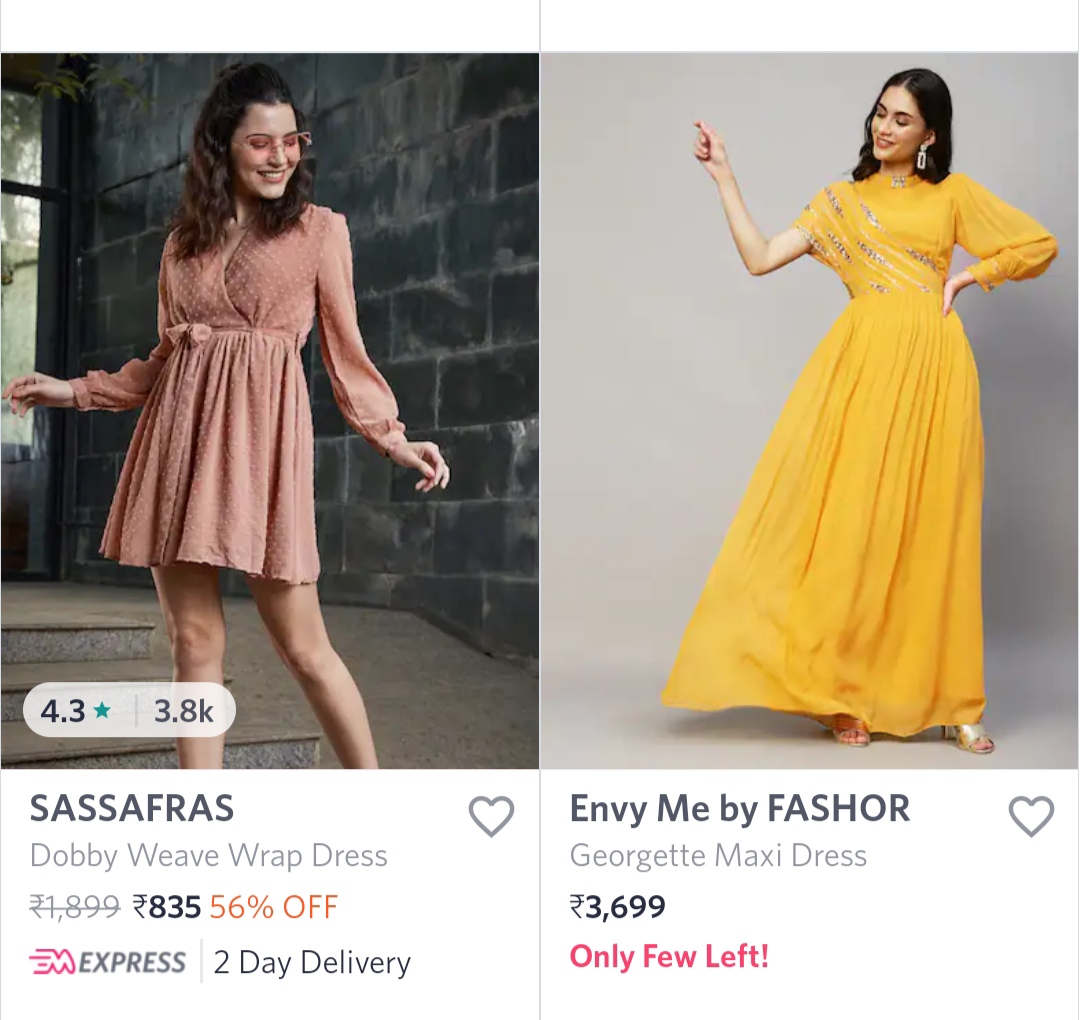 4.3 ★ | 3.8k
SASSAFRAS
Dobby Weave Wrap Dress
₹1,899 ₹835 56% OFF
EXPRESS | 2 Day Delivery
Envy Me by FASHOR
Georgette Maxi Dress
₹3,699
Only Few Left!